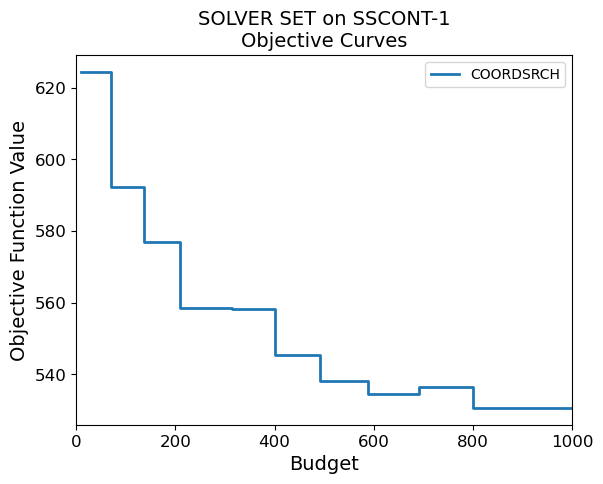 SOLVER SET on SSCONT-1
Objective Curves
COORDSRCH
Objective Function Value
620
600
580
560
540
0 200 400 600 800 1000
Budget